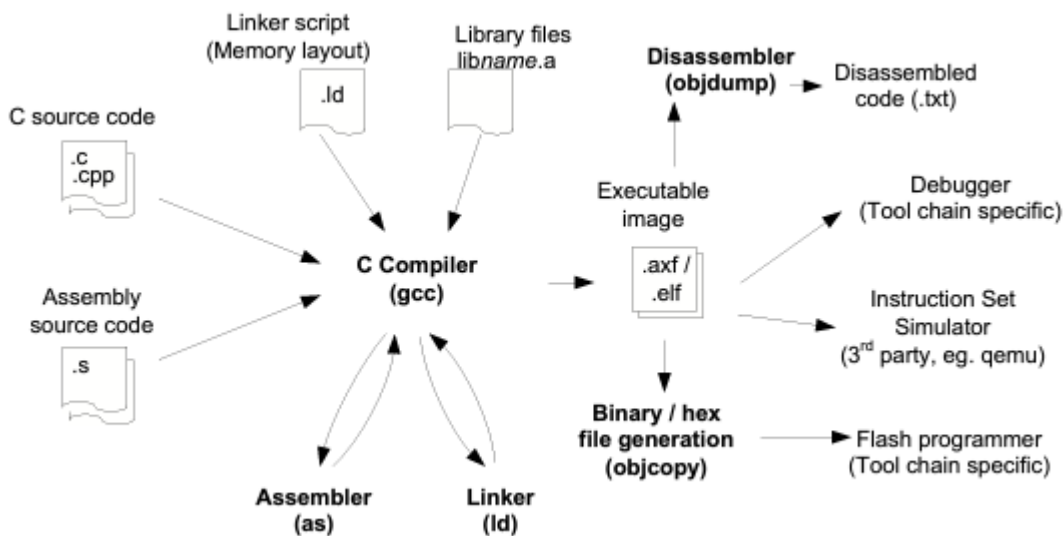 Linker script
(Memory layout)
.ld
Library files
libname.a
Disassembler
(objdump)
Disassembled
code (.txt)
C source code
.c
.cpp
Executable
image
.axf /
.elf
Debugger
(Tool chain specific)
C Compiler
(gcc)
Assembly
source code
.s
Instruction Set
Simulator
(3rd party, eg. qemu)
Binary / hex
file generation
(objcopy)
Flash programmer
(Tool chain specific)
Assembler
(as)
Linker
(ld)